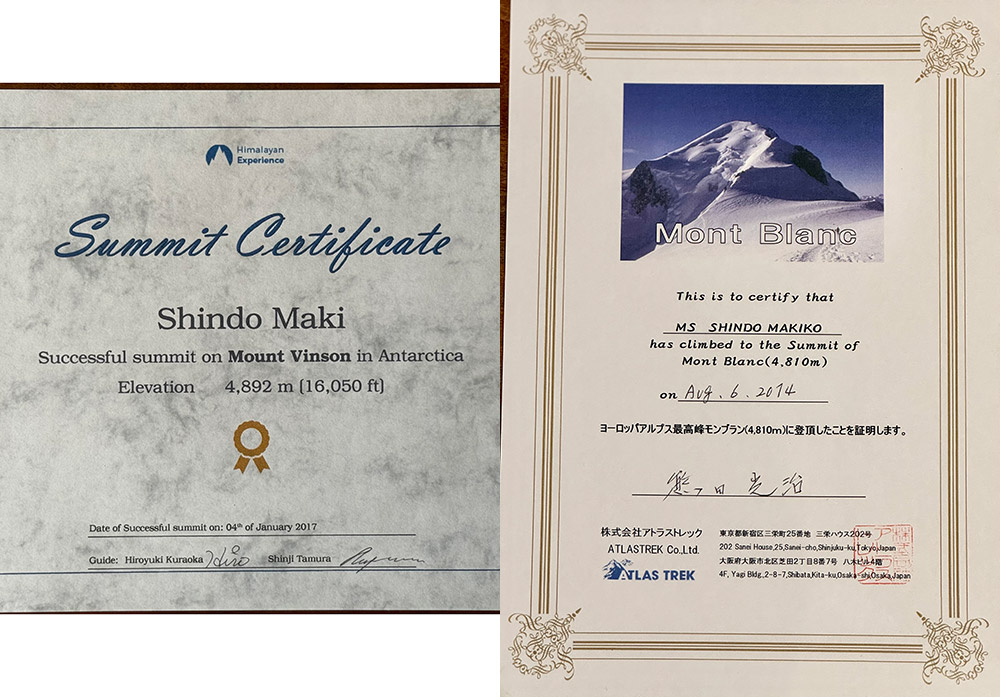 Himalayan
Experience
Summit Certificate
Shindo Maki
Successful summit on Mount Vinson in Antarctica
Elevation 4,892 m (16,050 ft)
Date of Successful summit on: 04th of January 2017
Guide: Hiroyuki Kuraoka Hiro Shinji Tamura
Mont Blanc
This is to certify that
MS SHINDO MAKIKO
has climbed to the Summit of
Mont Blanc(4,810m)
on Aug. 6. 2014
ヨーロッパアルプス最高峰モンブラン(4,810m)に登頂したことを証明します。
株式会社アトラストレック
ATLASTREK Co.,Ltd.
ATLAS TREK
東京都新宿区三栄町25番地 三栄ハウス202号
202 Sanei House,25,Sanei-cho,Shinjuku-ku,Tokyo,Japan
大阪府大阪市北区芝田2丁目8番7号 八木ビル4階
4F, Yagi Bldg,2-8-7,Shibata,Kita-ku,Osaka-shi,Osaka,Japan